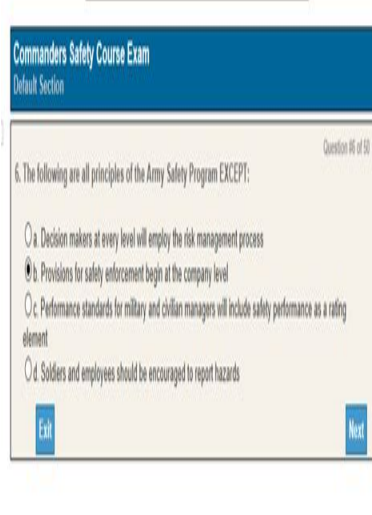 Commanders Safety Course Exam
Default Section
Question #6 of 50
6. The following are all principles of the Army Safety Program EXCEPT:
a. Decision makers at every level will employ the risk management process
b. Provisions for safety enforcement begin at the company level
c. Performance standards for military and civilian managers will include safety performance as a rating
element
d. Soldiers and employees should be encouraged to report hazards
Exit
Next